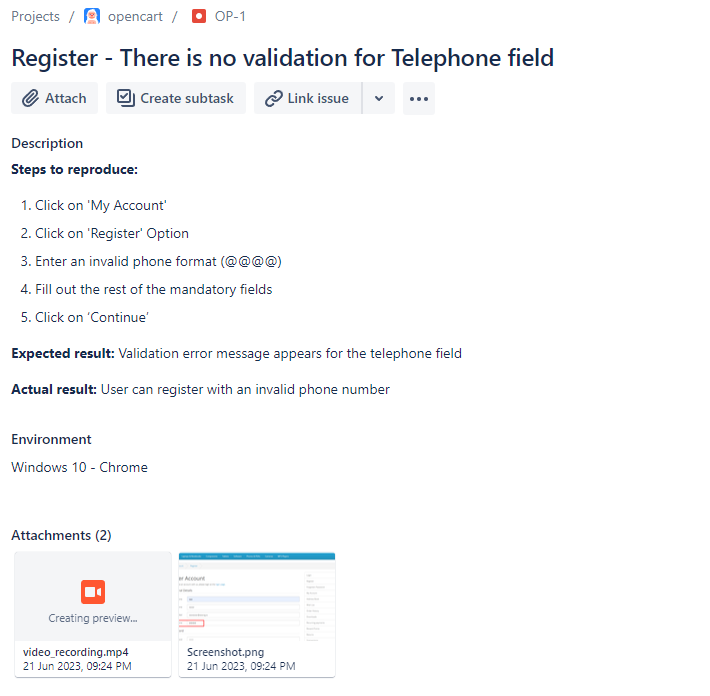 Projects / opencart / OP-1
Register - There is no validation for Telephone field
Attach Create subtask Link issue
Description
Steps to reproduce:
1. Click on 'My Account'
2. Click on 'Register' Option
3. Enter an invalid phone format (@@@@)
4. Fill out the rest of the mandatory fields
5. Click on ‘Continue’
Expected result: Validation error message appears for the telephone field
Actual result: User can register with an invalid phone number
Environment
Windows 10 - Chrome
Attachments (2)
Creating preview...
video_recording.mp4
21 Jun 2023, 09:24 PM
er Account
Screenshot.png
21 Jun 2023, 09:24 PM